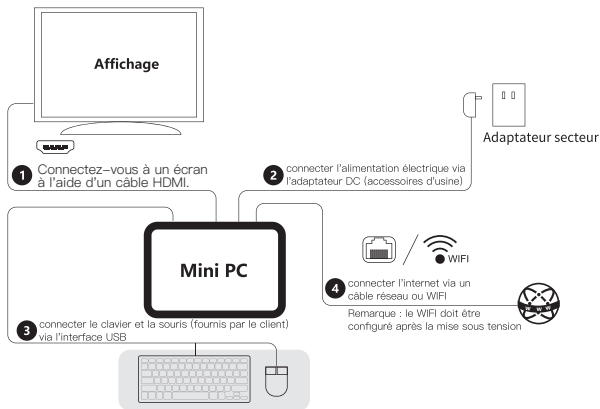 Affichage
Adaptateur secteur
1 Connectez-vous à un écran
à l'aide d'un câble HDMI.
2 connecter l'alimentation électrique via
l'adaptateur DC (accessoires d'usine)
Mini PC
WIFI
4 connecter l'internet via un
câble réseau ou WIFI
Remarque : le WIFI doit être
configuré après la mise sous tension
W W W
3 connecter le clavier et la souris (fournis par le client)
via l'interface USB